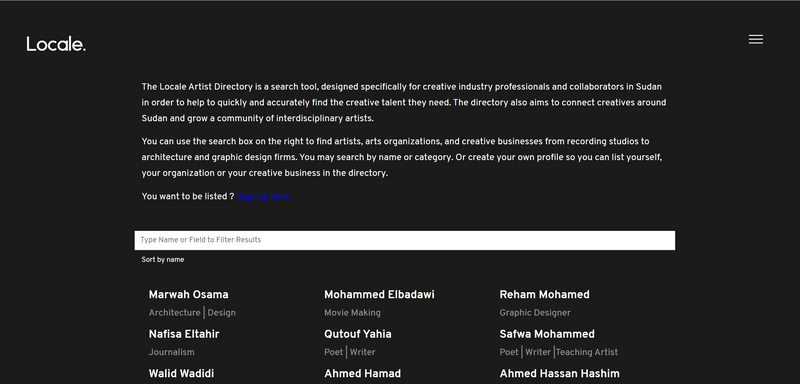 Locale.
The Locale Artist Directory is a search tool, designed specifically for creative industry professionals and collaborators in Sudan
in order to help to quickly and accurately find the creative talent they need. The directory also aims to connect creatives around
Sudan and grow a community of interdisciplinary artists.
You can use the search box on the right to find artists, arts organizations, and creative businesses from recording studios to
architecture and graphic design firms. You may search by name or category. Or create your own profile so you can list yourself,
your organization or your creative business in the directory.
You want to be listed ? Sign Up here.
Type Name or Field to Filter Results
Sort by name
Marwah Osama Mohammed Elbadawi Reham Mohamed
Architecture | Design Movie Making Graphic Designer
Nafisa Eltahir Qutouf Yahia Safwa Mohammed
Journalism Poet | Writer Poet | Writer |Teaching Artist
Walid Wadidi Ahmed Hamad Ahmed Hassan Hashim